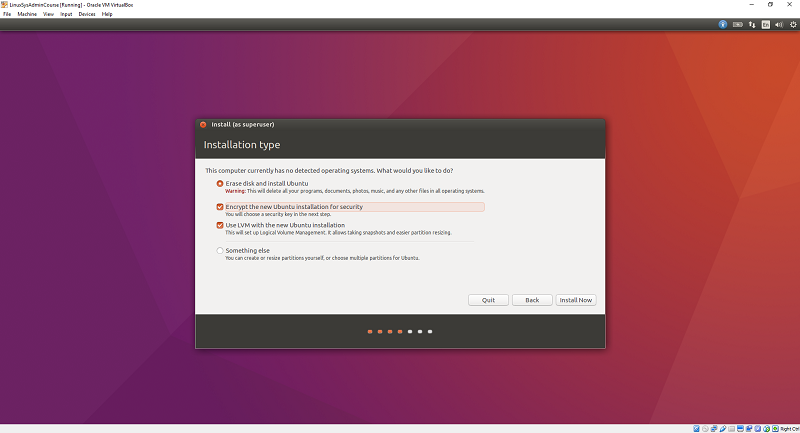 LinuxSysAdminCourse [Running] - Oracle VM VirtualBox
File Machine View Input Devices Help
En
Install (as superuser)
Installation type
This computer currently has no detected operating systems. What would you like to do?
Erase disk and install Ubuntu
Warning: This will delete all your programs, documents, photos, music, and any other files in all operating systems.
Encrypt the new Ubuntu installation for security
You will choose a security key in the next step.
Use LVM with the new Ubuntu installation
This will set up Logical Volume Management. It allows taking snapshots and easier partition resizing.
Something else
You can create or resize partitions yourself, or choose multiple partitions for Ubuntu.
Quit Back Install Now
Right Ctrl